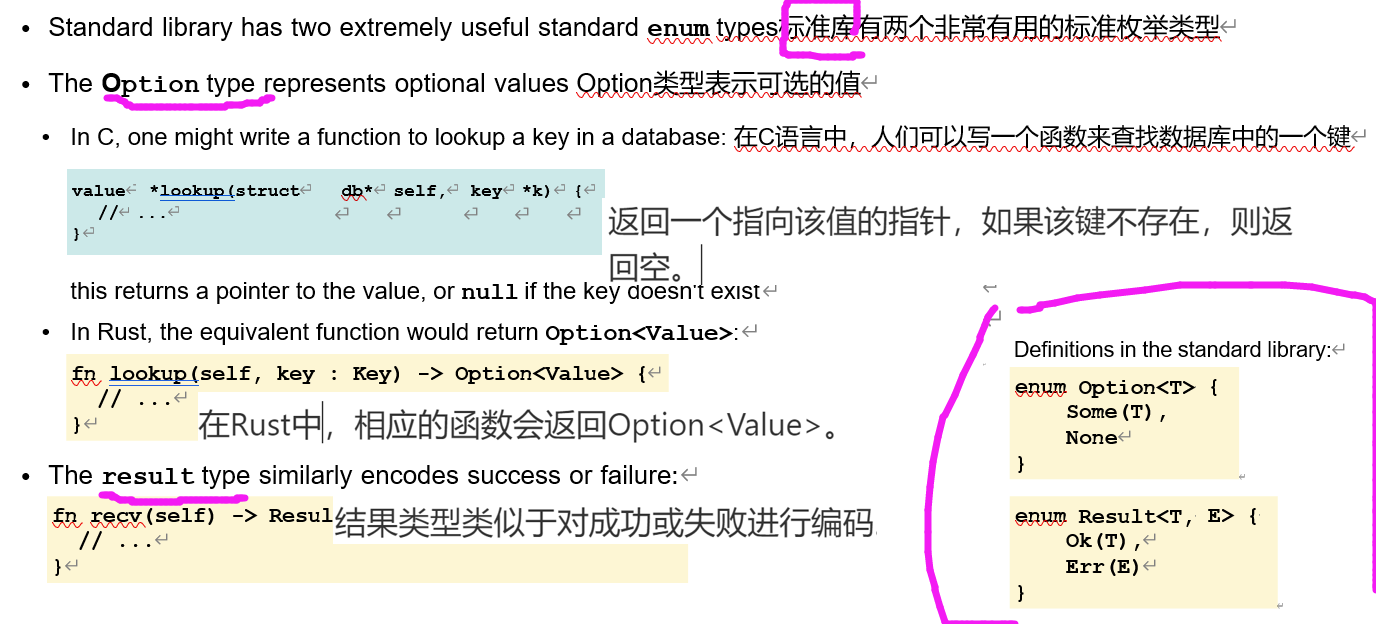 • Standard library has two extremely useful standard enum types标准库有两个非常有用的标准枚举类型↵
• The Option type represents optional values Option类型表示可选的值↵
• In C, one might write a function to lookup a key in a database: 在C语言中，人们可以写一个函数来查找数据库中的一个键↵
value↵ *lookup(struct↵ db*↵ self,↵ key↵ *k)↵ {↵
//↵ ...↵ ↵ ↵ ↵ ↵ ↵
}↵
返回一个指向该值的指针，如果该键不存在，则返
回空。
this returns a pointer to the value, or null if the key doesn't exist↵
• In Rust, the equivalent function would return Option<Value>:↵
fn lookup(self, key : Key) -> Option<Value> {↵
// ...↵
}↵
在Rust中，相应的函数会返回Option<Value>。
• The result type similarly encodes success or failure:↵
fn recv(self) -> Resul
结果类型类似于对成功或失败进行编码
// ...↵
}↵
↵
↵
Definitions in the standard library:↵
enum Option<T> {
Some(T),
None↵
}
↵
enum Result<T, E> {
Ok(T),↵
Err(E)↵
}
↵